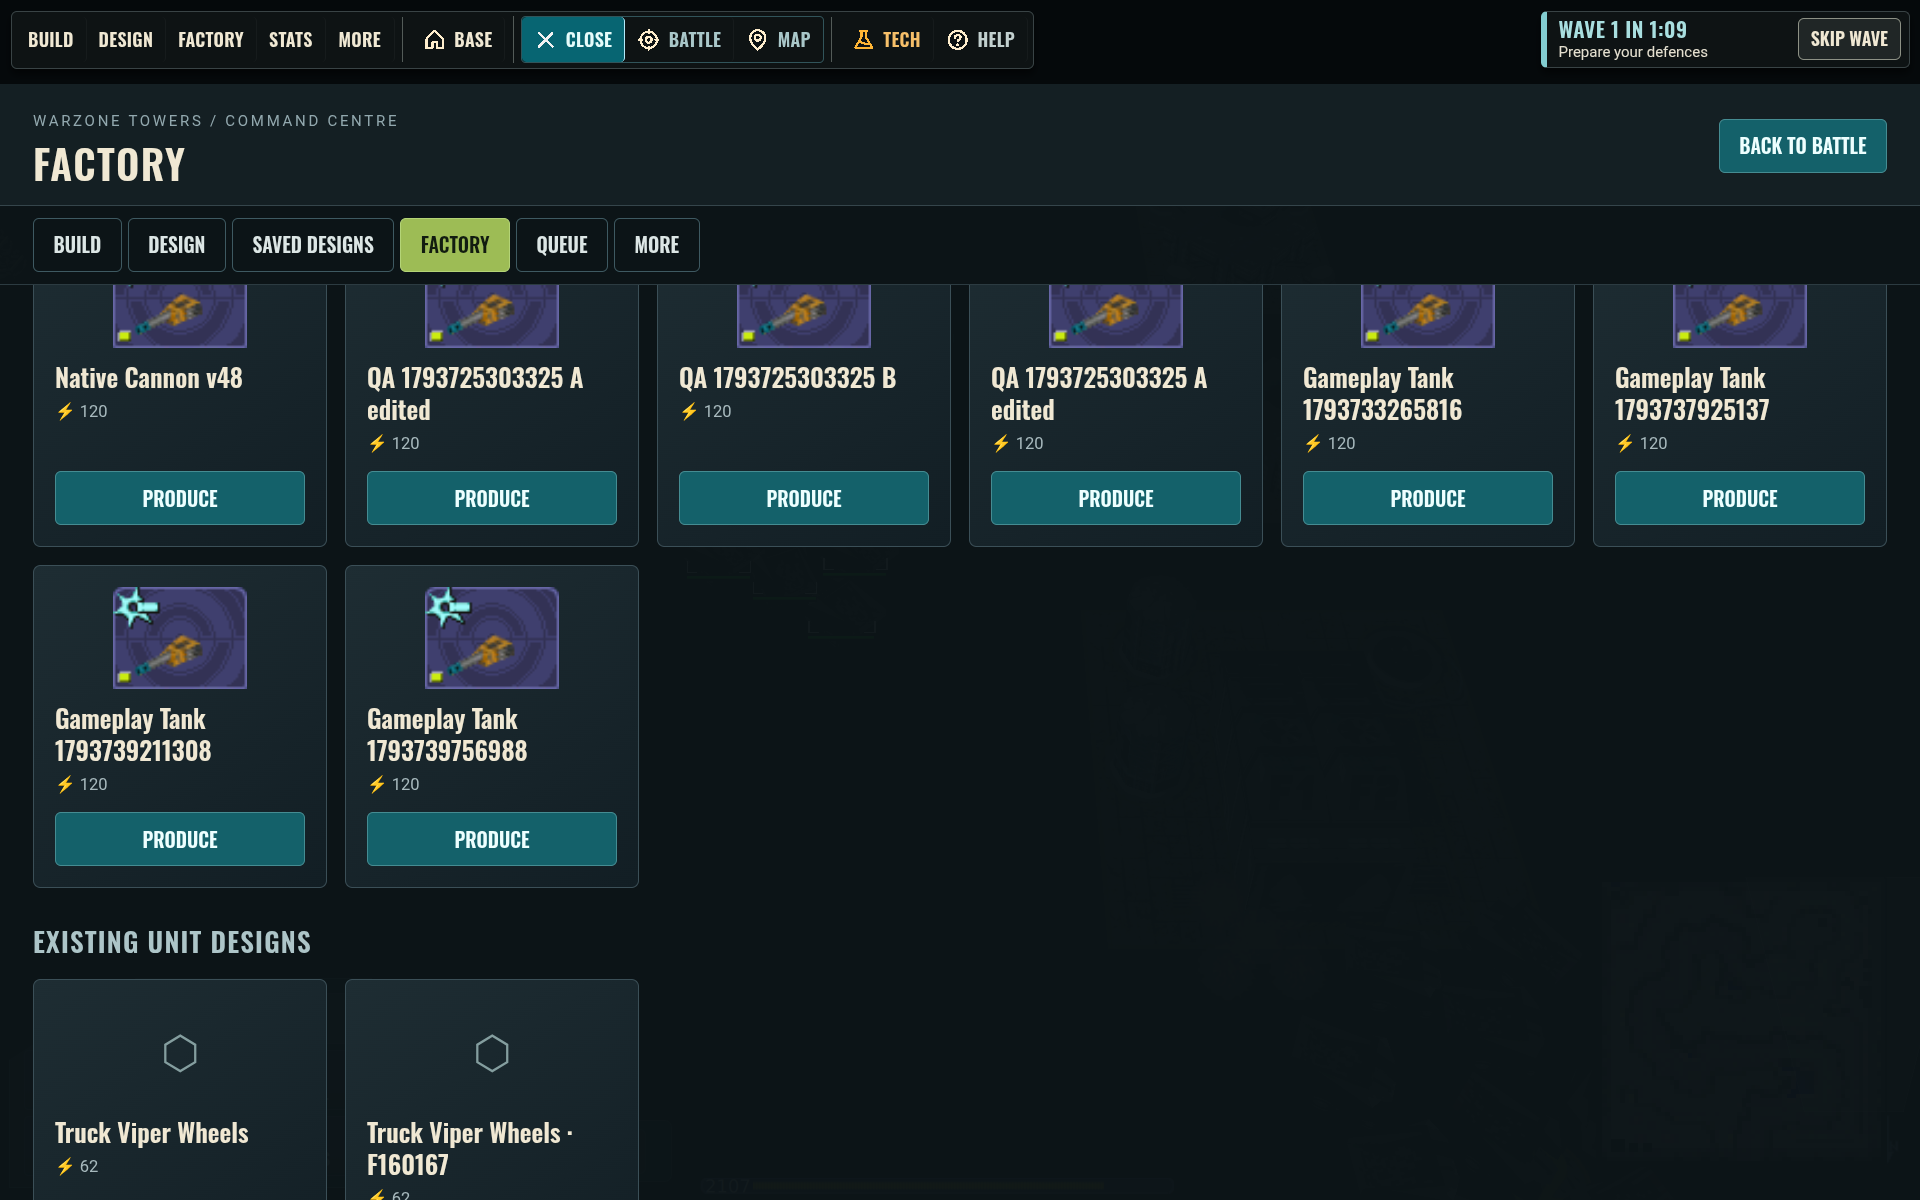 BUILD DESIGN FACTORY STATS MORE BASE CLOSE BATTLE MAP TECH HELP
WAVE 1 IN 1:09
Prepare your defences
SKIP WAVE
WARZONE TOWERS / COMMAND CENTRE
FACTORY
BACK TO BATTLE
BUILD DESIGN SAVED DESIGNS FACTORY QUEUE MORE
Native Cannon v48
⚡ 120
PRODUCE
QA 1793725303325 A
edited
⚡ 120
PRODUCE
QA 1793725303325 B
⚡ 120
PRODUCE
QA 1793725303325 A
edited
⚡ 120
PRODUCE
Gameplay Tank
1793733265816
⚡ 120
PRODUCE
Gameplay Tank
1793737925137
⚡ 120
PRODUCE
Gameplay Tank
1793739211308
⚡ 120
PRODUCE
Gameplay Tank
1793739756988
⚡ 120
PRODUCE
EXISTING UNIT DESIGNS
Truck Viper Wheels
⚡ 62
Truck Viper Wheels ·
F160167
⚡ 62